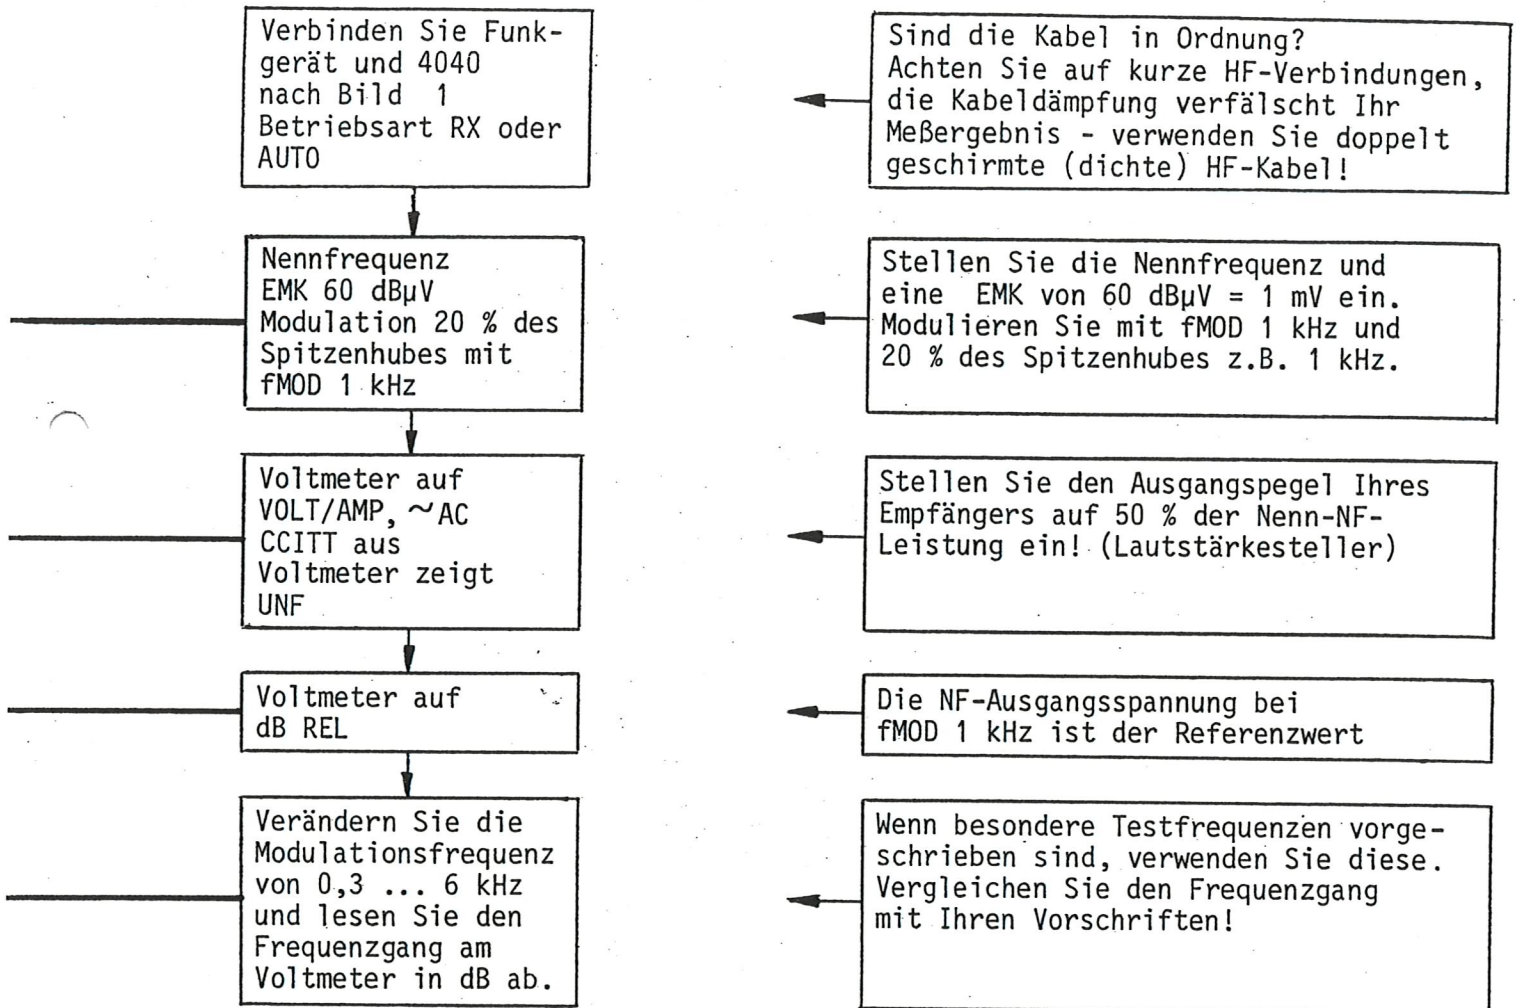 Verbinden Sie Funk-
gerät und 4040
nach Bild 1
Betriebsart RX oder
AUTO
Sind die Kabel in Ordnung?
Achten Sie auf kurze HF-Verbindungen,
die Kabeldämpfung verfälscht Ihr
Meßergebnis - verwenden Sie doppelt
geschirmte (dichte) HF-Kabel!
Nennfrequenz
EMK 60 dBµV
Modulation 20 % des
Spitzenhubes mit
fMOD 1 kHz
Stellen Sie die Nennfrequenz und
eine EMK von 60 dBµV = 1 mV ein.
Modulieren Sie mit fMOD 1 kHz und
20 % des Spitzenhubes z.B. 1 kHz.
Voltmeter auf
VOLT/AMP, ~AC
CCITT aus
Voltmeter zeigt
UNF
Stellen Sie den Ausgangspegel Ihres
Empfängers auf 50 % der Nenn-NF-
Leistung ein! (Lautstärkesteller)
Voltmeter auf
dB REL
Die NF-Ausgangsspannung bei
fMOD 1 kHz ist der Referenzwert
Verändern Sie die
Modulationsfrequenz
von 0,3 ... 6 kHz
und lesen Sie den
Frequenzgang am
Voltmeter in dB ab.
Wenn besondere Testfrequenzen vorge-
schrieben sind, verwenden Sie diese.
Vergleichen Sie den Frequenzgang
mit Ihren Vorschriften!